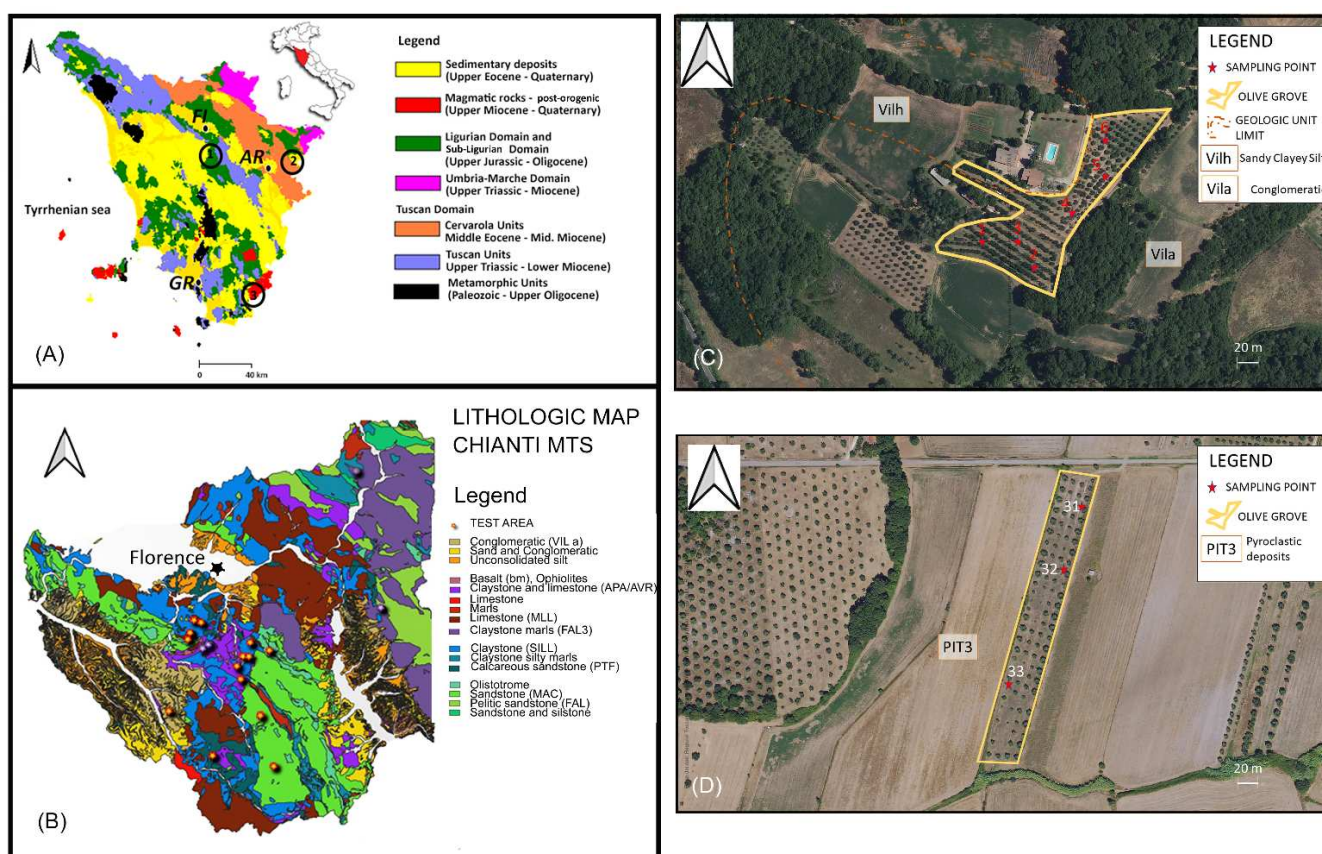 (A)
Tyrrhenian sea
FI
1
AR
2
GR
3
0 40 km
Legend
Sedimentary deposits
(Upper Eocene - Quaternary)
Magmatic rocks - post-orogenic
(Upper Miocene - Quaternary)
Ligurian Domain and
Sub-Ligurian Domain
(Upper Jurassic - Oligocene)
Umbria-Marche Domain
(Upper Triassic - Miocene)
Tuscan Domain
Cervarola Units
Middle Eocene - Mid. Miocene)
Tuscan Units
Upper Triassic - Lower Miocene)
Metamorphic Units
(Paleozoic - Upper Oligocene)
(B)
Florence
LITHOLOGIC MAP
CHIANTI MTS
Legend
TEST AREA
Conglomeratic (VIL a)
Sand and Conglomeratic
Unconsolidated silt
Basalt (bm), Ophiolites
Claystone and limestone (APA/AVR)
Limestone
Marls
Limestone (MLL)
Claystone marls (FAL3)
Claystone (SILL)
Claystone silty marls
Calcareous sandstone (PTF)
Olistotrome
Sandstone (MAC)
Pelitic sandstone (FAL)
Sandstone and silstone
(C)
Vilh
Vila
20 m
LEGEND
SAMPLING POINT
OLIVE GROVE
GEOLOGIC UNIT
LIMIT
Vilh Sandy Clayey Silt
Vila Conglomeratic
(D)
PIT3
31
32
33
20 m
LEGEND
SAMPLING POINT
OLIVE GROVE
PIT3 Pyroclastic
deposits